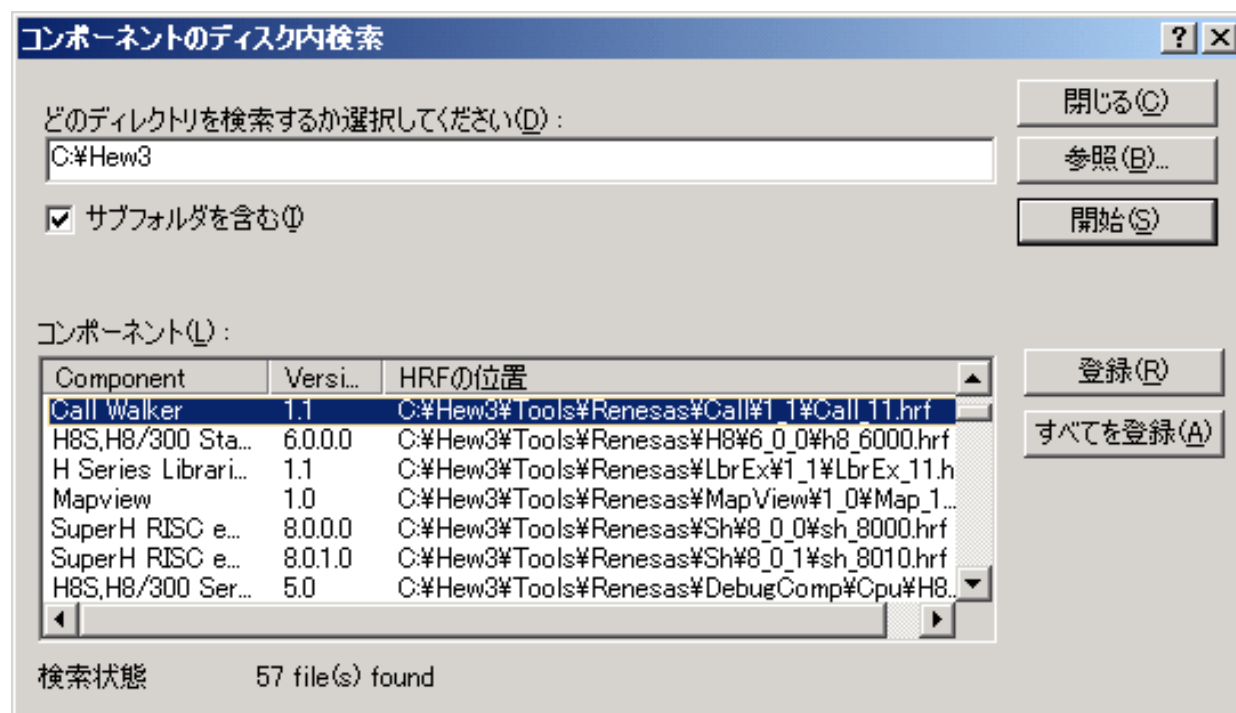 コンポーネントのディスク内検索
どのディレクトリを検索するか選択してください(D):
C:¥Hew3
サブフォルダを含む(I)
閉じる(C)
参照(B)...
開始(S)
コンポーネント(L):
Component Versi... HRFの位置
Call Walker 1.1 C:¥Hew3¥Tools¥Renesas¥Call¥1_1¥Call_11.hrf
H8S,H8/300 Sta... 6.0.0.0 C:¥Hew3¥Tools¥Renesas¥H8¥6_0_0¥h8_6000.hrf
H Series Librari... 1.1 C:¥Hew3¥Tools¥Renesas¥LbrEx¥1_1¥LbrEx_11.h
Mapview 1.0 C:¥Hew3¥Tools¥Renesas¥MapView¥1_0¥Map_1...
SuperH RISC e... 8.0.0.0 C:¥Hew3¥Tools¥Renesas¥Sh¥8_0_0¥sh_8000.hrf
SuperH RISC e... 8.0.1.0 C:¥Hew3¥Tools¥Renesas¥Sh¥8_0_1¥sh_8010.hrf
H8S,H8/300 Ser... 5.0 C:¥Hew3¥Tools¥Renesas¥DebugComp¥Cpu¥H8...
登録(R)
すべてを登録(A)
検索状態 57 file(s) found